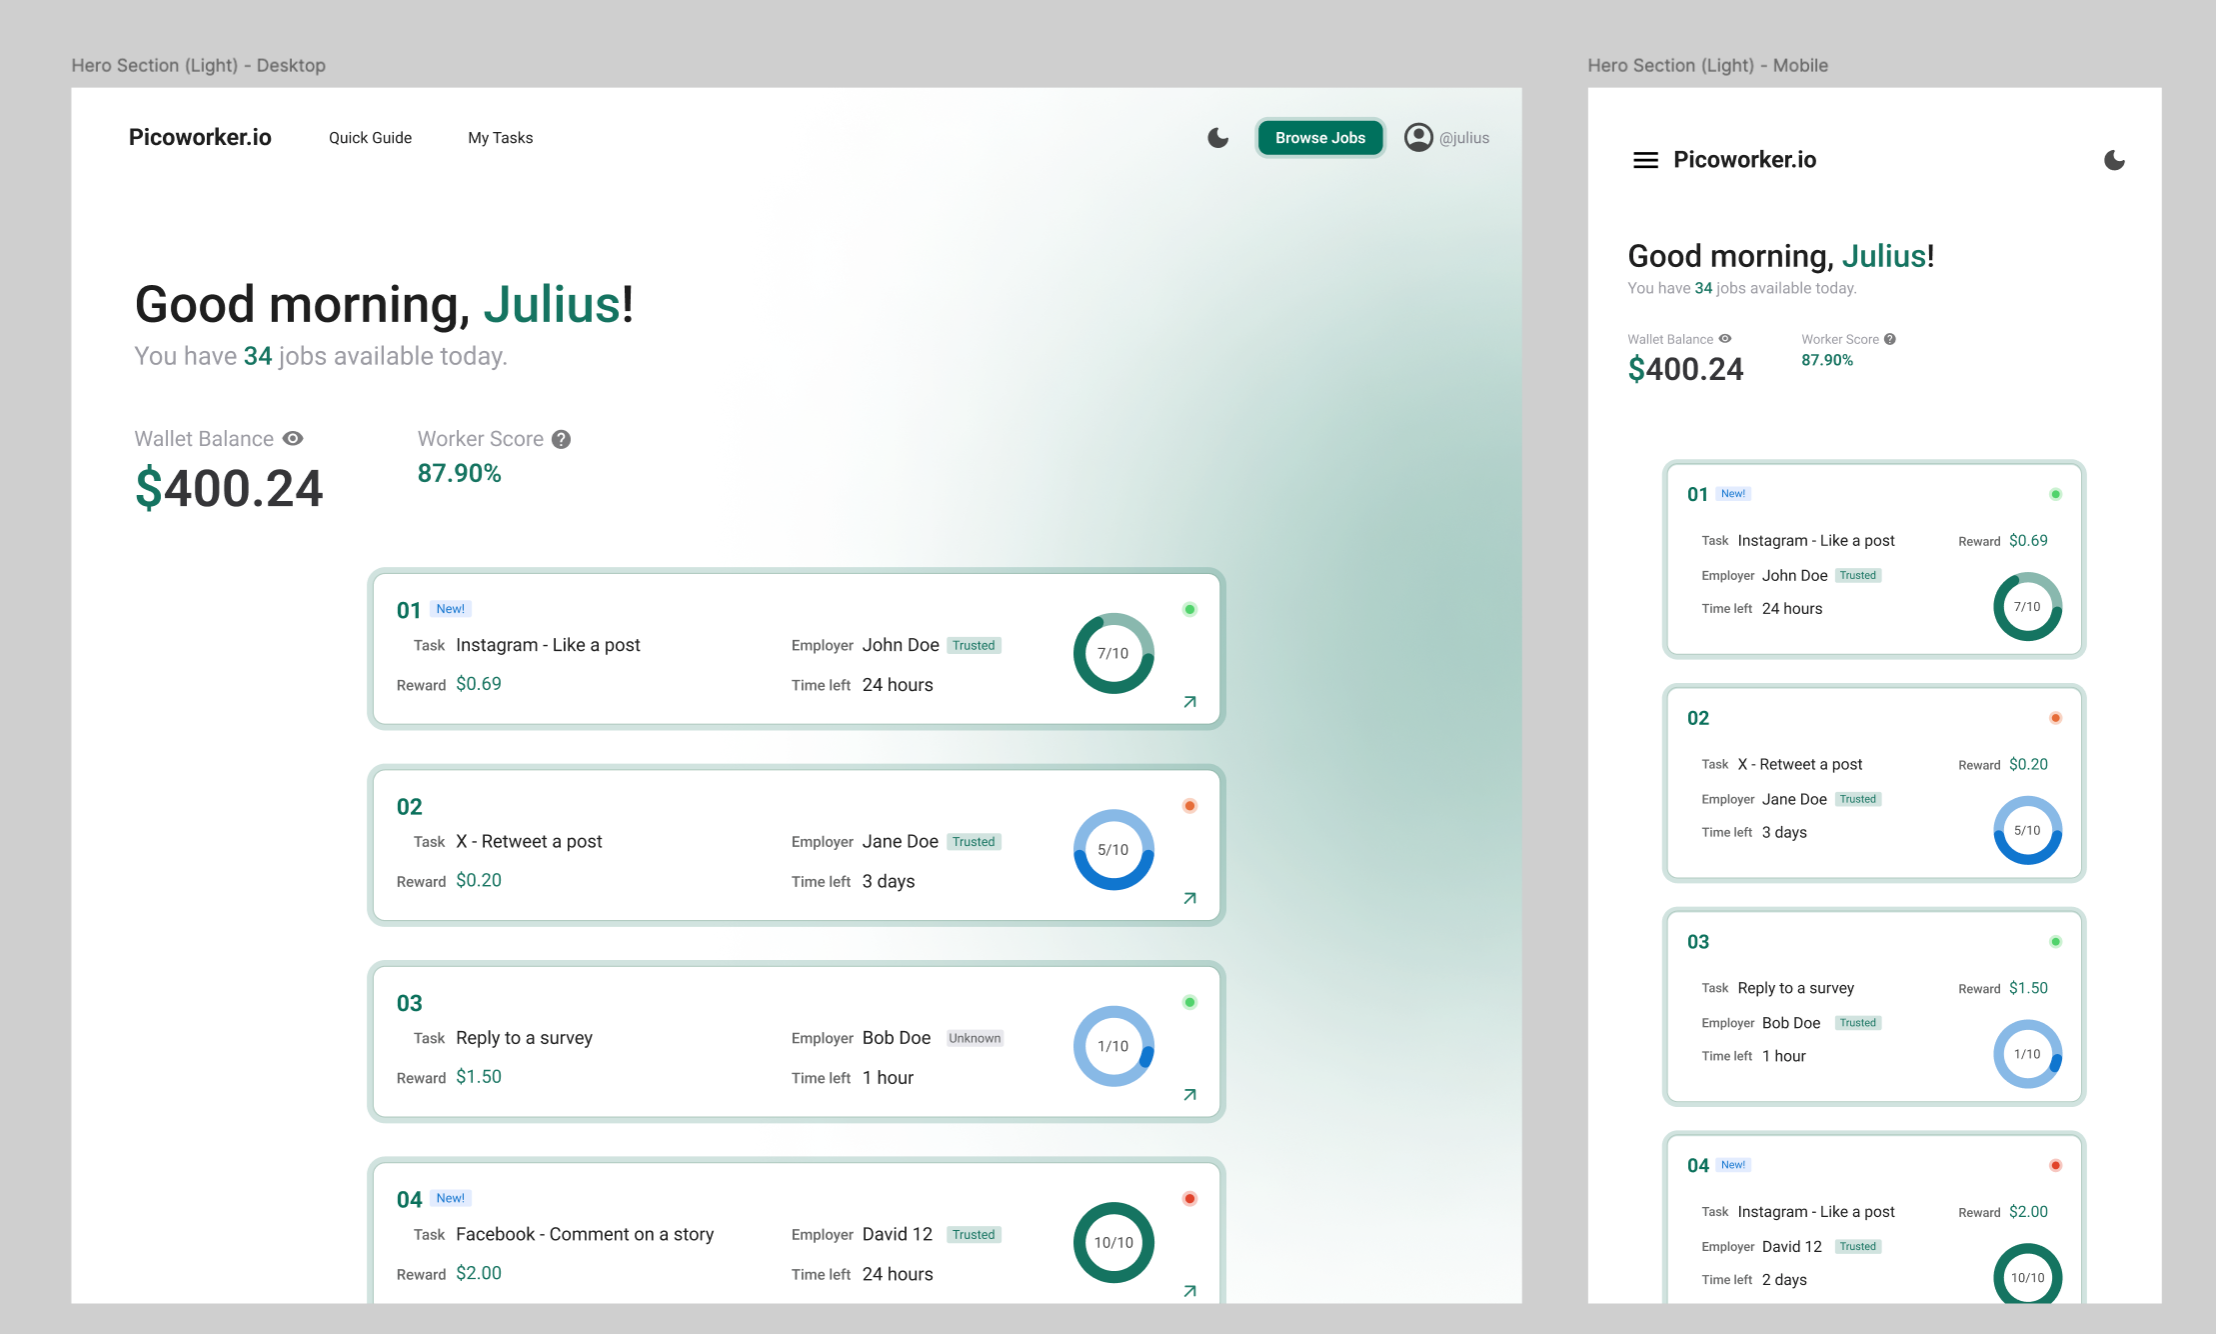 Hero Section (Light) - Desktop
Picoworker.io Quick Guide My Tasks Browse Jobs @julius
Good morning, Julius!
You have 34 jobs available today.
Wallet Balance Worker Score
$400.24 87.90%
01 New!
Task Instagram - Like a post Employer John Doe Trusted
7/10
Reward $0.69 Time left 24 hours
02
Task X - Retweet a post Employer Jane Doe Trusted
5/10
Reward $0.20 Time left 3 days
03
Task Reply to a survey Employer Bob Doe Unknown
1/10
Reward $1.50 Time left 1 hour
04 New!
Task Facebook - Comment on a story Employer David 12 Trusted
10/10
Reward $2.00 Time left 24 hours
Hero Section (Light) - Mobile
Picoworker.io
Good morning, Julius!
You have 34 jobs available today.
Wallet Balance Worker Score
$400.24 87.90%
01 New!
Task Instagram - Like a post Reward $0.69
Employer John Doe Trusted
Time left 24 hours 7/10
02
Task X - Retweet a post Reward $0.20
Employer Jane Doe Trusted
Time left 3 days 5/10
03
Task Reply to a survey Reward $1.50
Employer Bob Doe Trusted
Time left 1 hour 1/10
04 New!
Task Instagram - Like a post Reward $2.00
Employer David 12 Trusted
Time left 2 days 10/10